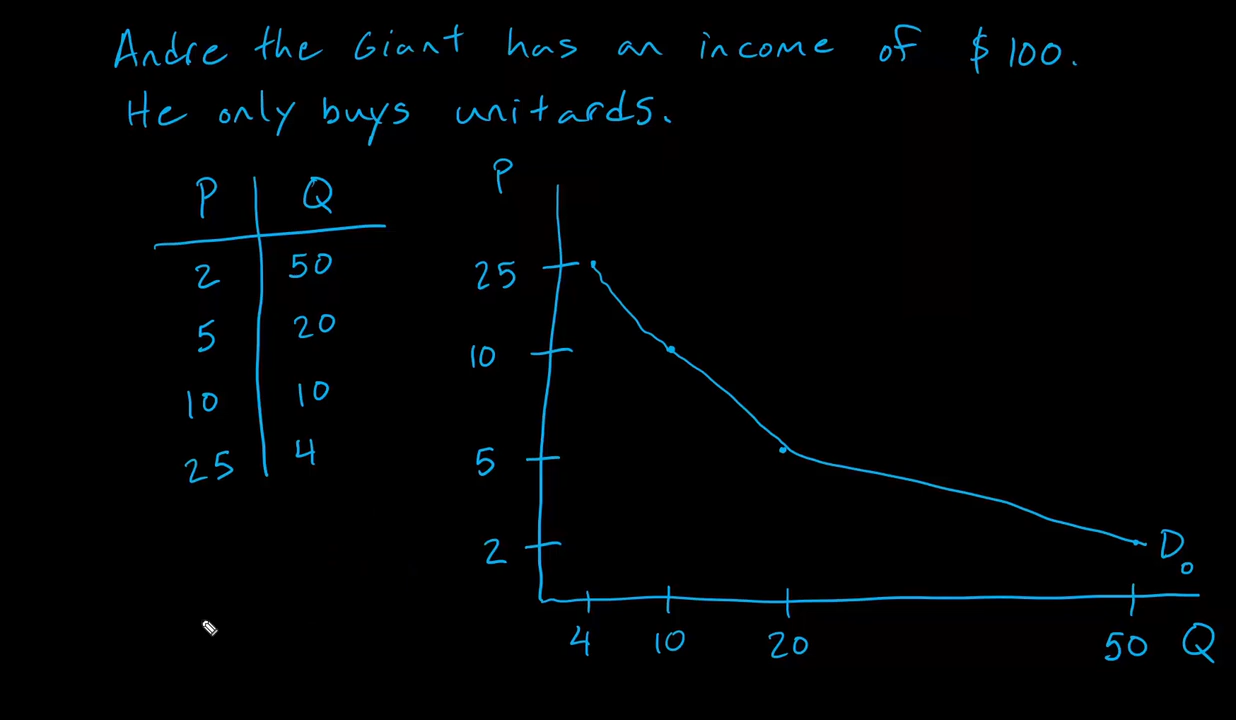 Andre the Giant has an income of $100.
He only buys unitards.
P Q
2 50
5 20
10 10
25 4
P
25
10
5
2
D0
4 10 20 50 Q